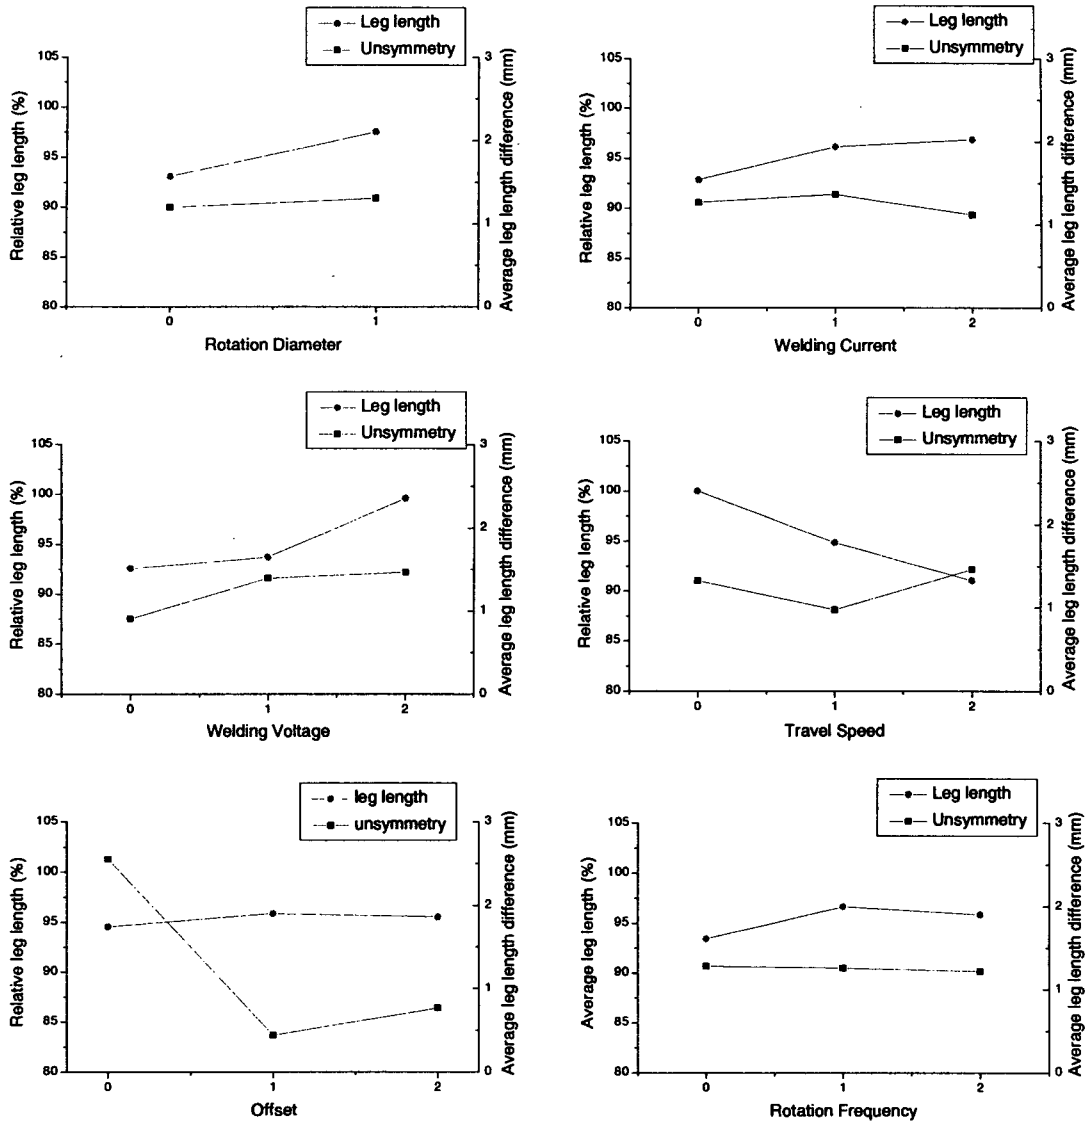 Leg length
Unsymmetry
105
100
95
90
85
80
3
2
1
0
Relative leg length (%)
Average leg length difference (mm)
0
1
Rotation Diameter
Leg length
Unsymmetry
105
100
95
90
85
80
3
2
1
0
Relative leg length (%)
Average leg length difference (mm)
0
1
2
Welding Current
Leg length
Unsymmetry
105
100
95
90
85
80
3
2
1
0
Relative leg length (%)
Average leg length difference (mm)
0
1
2
Welding Voltage
Leg length
Unsymmetry
105
100
95
90
85
80
3
2
1
0
Relative leg length (%)
Average leg length difference (mm)
0
1
2
Travel Speed
leg length
unsymmetry
105
100
95
90
85
80
3
2
1
0
Relative leg length (%)
Average leg length difference (mm)
0
1
2
Offset
Leg length
Unsymmetry
105
100
95
90
85
80
3
2
1
0
Average leg length (%)
Average leg length difference (mm)
0
1
2
Rotation Frequency